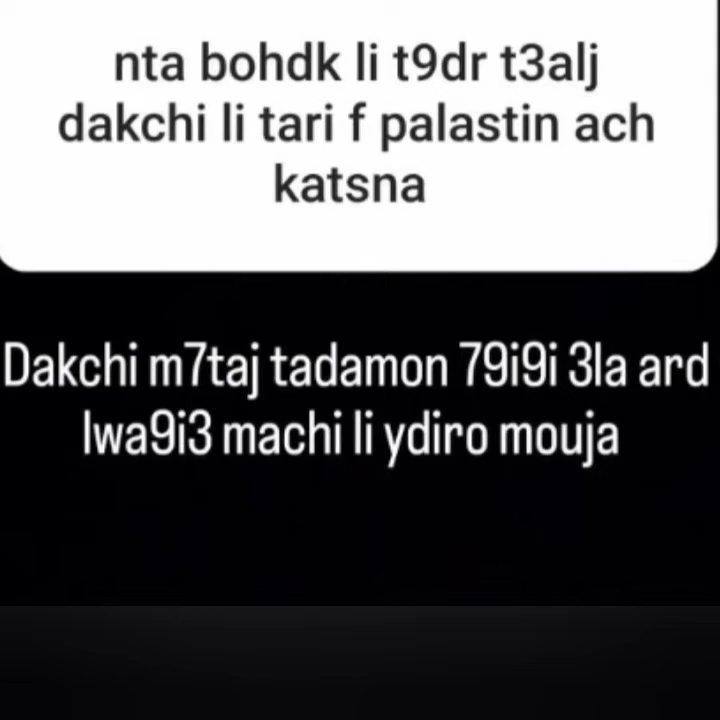 nta bohdk li t9dr t3alj
dakchi li tari f palastin ach
katsna
Dakchi m7taj tadamon 79i9i 3la ard
lwa9i3 machi li ydiro mouja